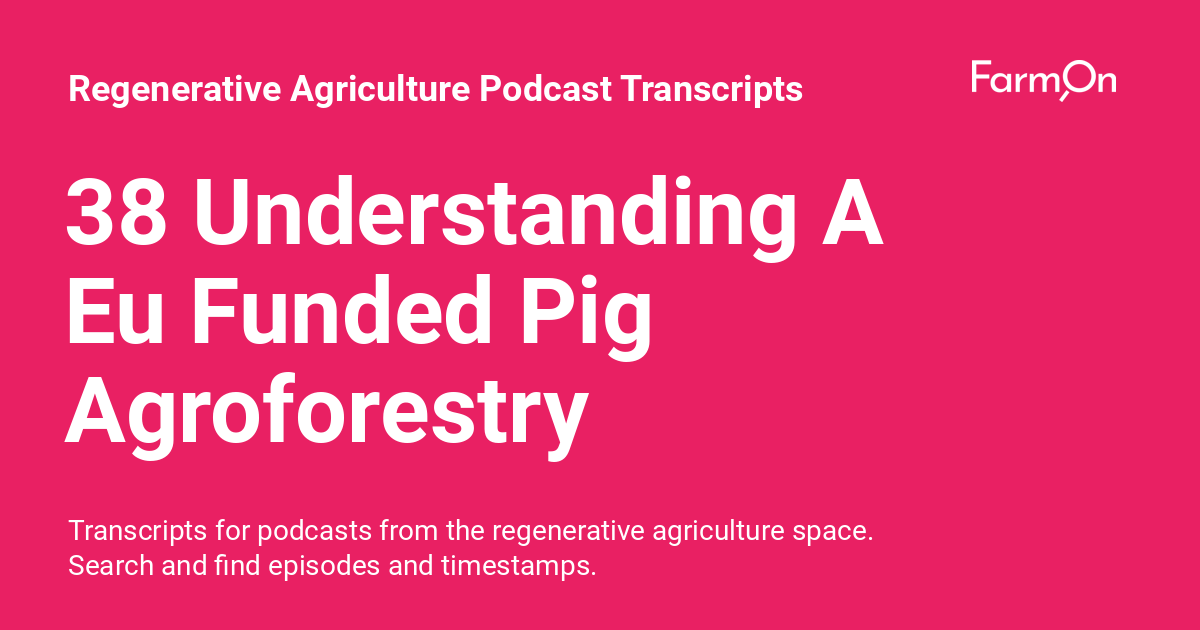 Regenerative Agriculture Podcast Transcripts
FarmOn
38 Understanding A
Eu Funded Pig
Agroforestry
Transcripts for podcasts from the regenerative agriculture space.
Search and find episodes and timestamps.